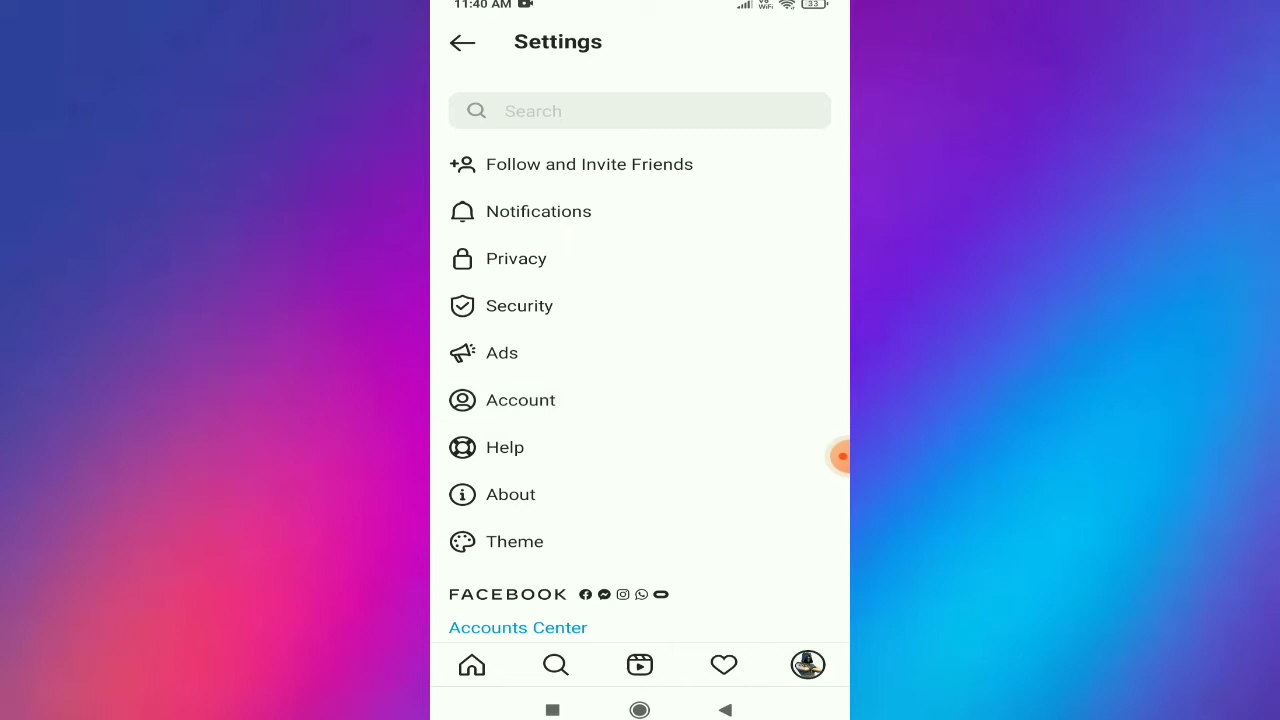 11:40 AM
33
Settings
Search
Follow and Invite Friends
Notifications
Privacy
Security
Ads
Account
Help
About
Theme
FACEBOOK
Accounts Center